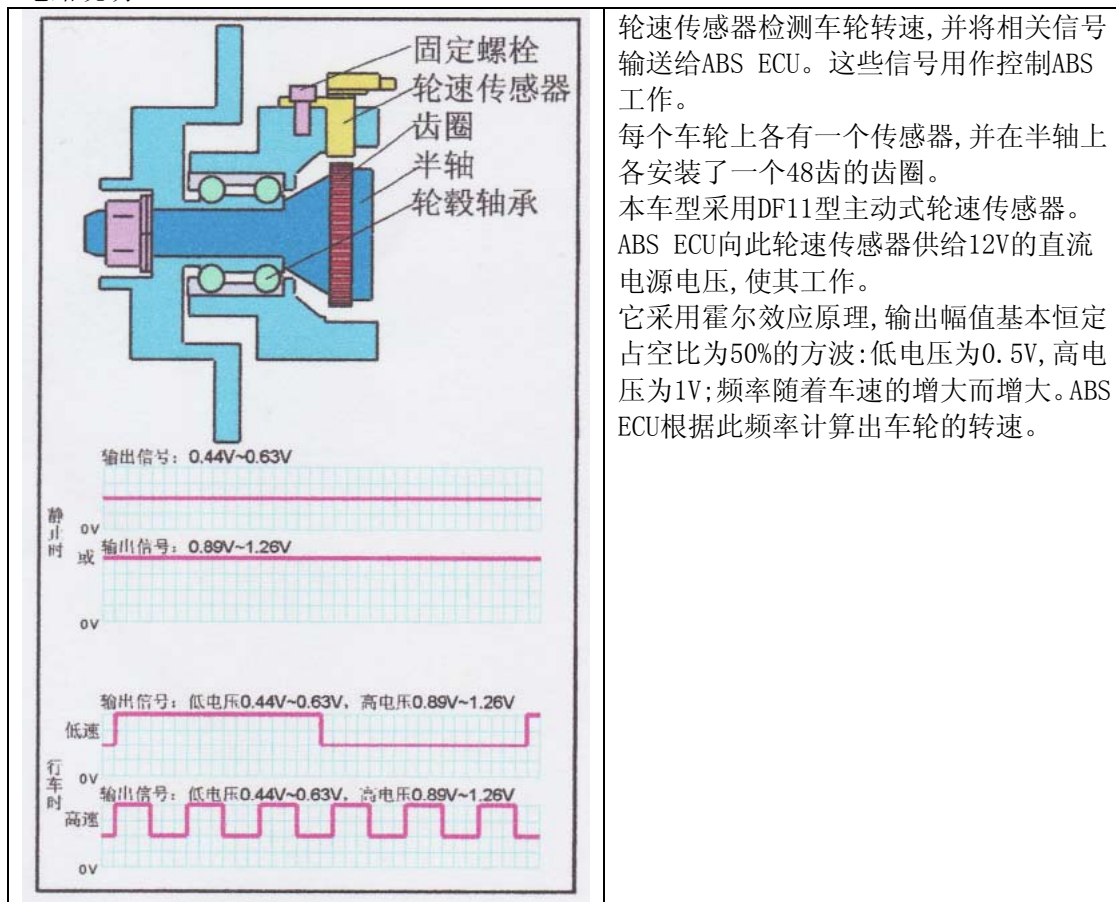 固定螺栓
轮速传感器
齿圈
半轴
轮毂轴承
输出信号：0.44V~0.63V
静止时
0V
或
输出信号：0.89V~1.26V
0V
输出信号：低电压0.44V~0.63V，高电压0.89V~1.26V
低速
行车时
0V
输出信号：低电压0.44V~0.63V，高电压0.89V~1.26V
高速
0V
轮速传感器检测车轮转速,并将相关信号
输送给ABS ECU。这些信号用作控制ABS
工作。
每个车轮上各有一个传感器,并在半轴上
各安装了一个48齿的齿圈。
本车型采用DF11型主动式轮速传感器。
ABS ECU向此轮速传感器供给12V的直流
电源电压,使其工作。
它采用霍尔效应原理,输出幅值基本恒定
占空比为50%的方波:低电压为0.5V,高电
压为1V;频率随着车速的增大而增大。ABS
ECU根据此频率计算出车轮的转速。